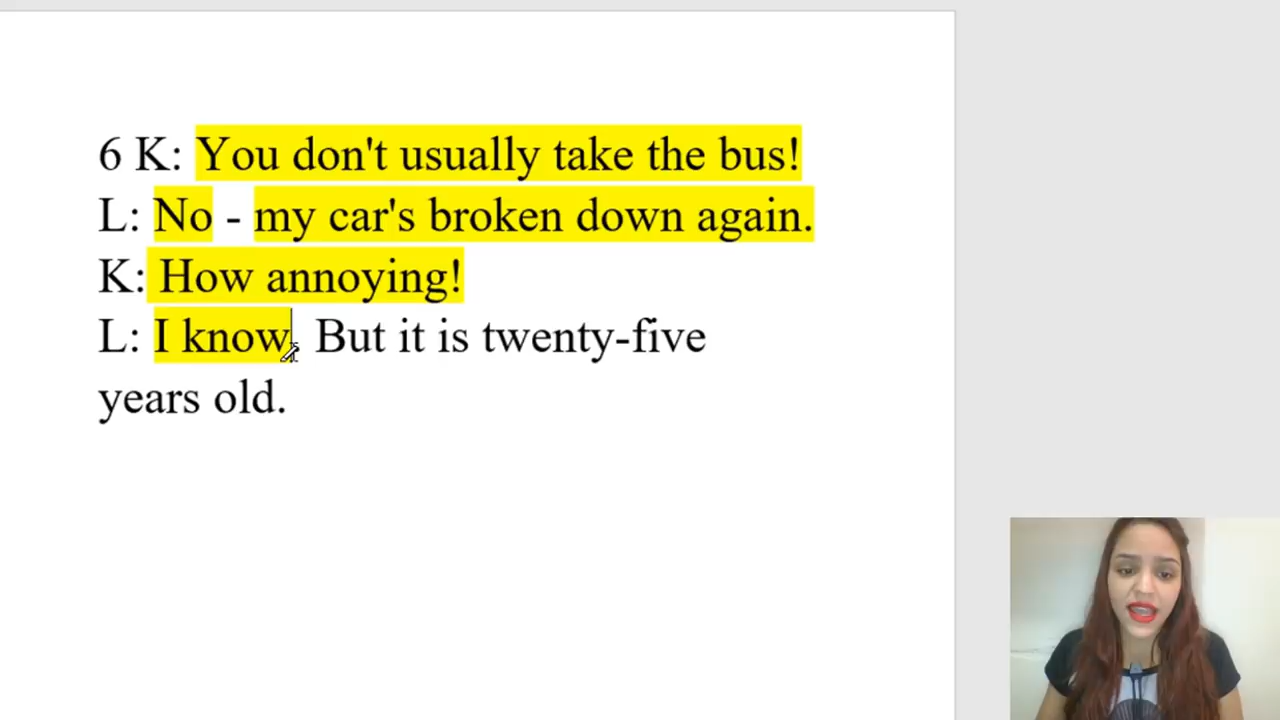 6 K: You don't usually take the bus!
L: No - my car's broken down again.
K: How annoying!
L: I know. But it is twenty-five
years old.